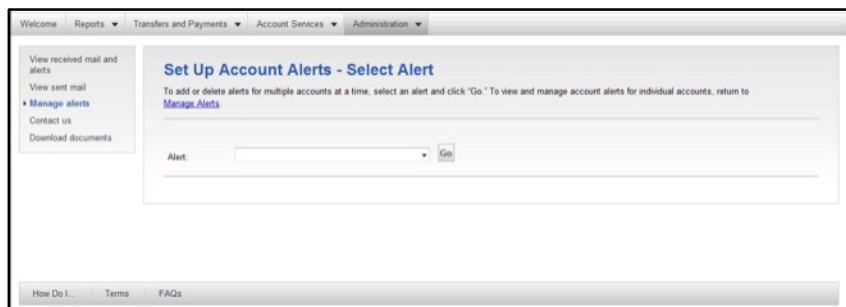 Welcome Reports Transfers and Payments Account Services Administration
View received mail and
alerts
View sent mail
Manage alerts
Contact us
Download documents
Set Up Account Alerts - Select Alert
To add or delete alerts for multiple accounts at a time, select an alert and click "Go." To view and manage account alerts for individual accounts, return to
Manage Alerts.
Alert: Go
How Do I... Terms FAQs